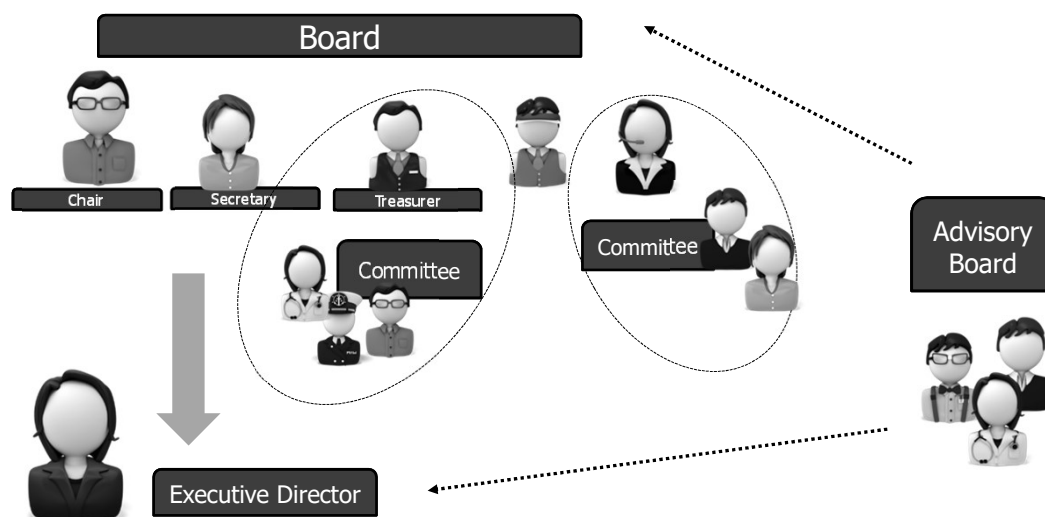 Board
Chair
Secretary
Treasurer
Committee
Committee
Advisory
Board
Executive Director